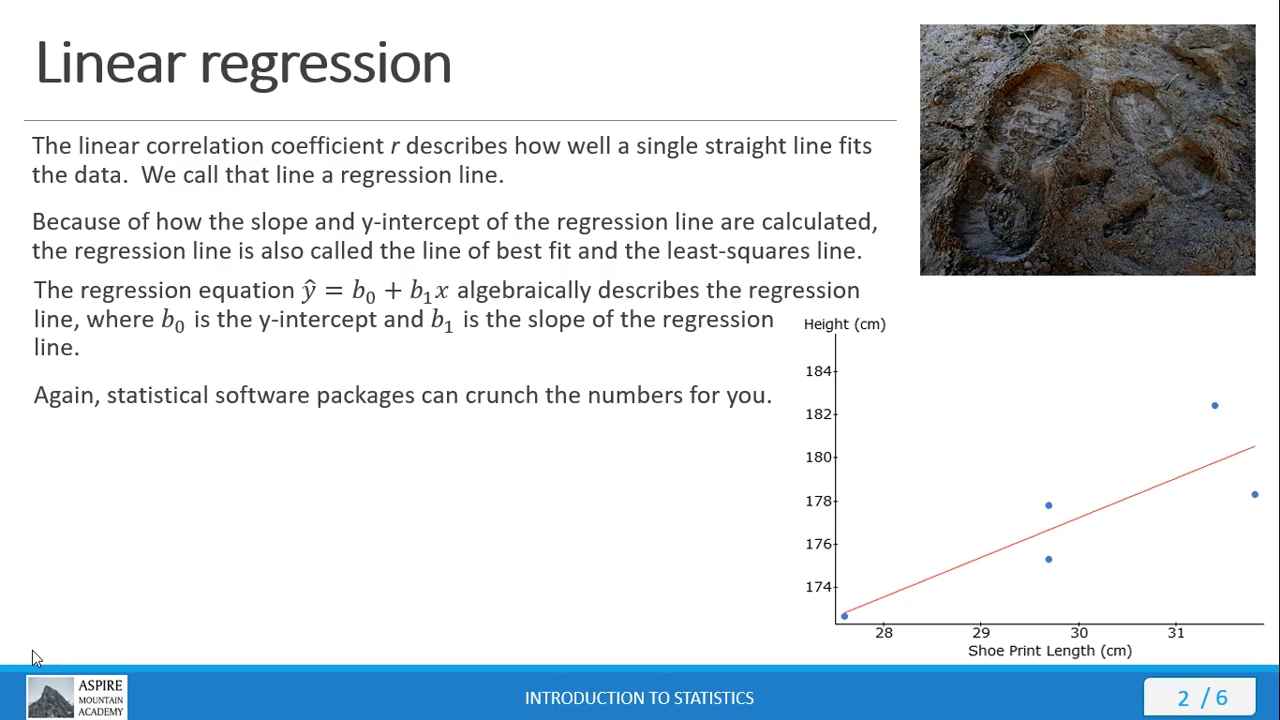 Linear regression
The linear correlation coefficient r describes how well a single straight line fits
the data.  We call that line a regression line.
Because of how the slope and y-intercept of the regression line are calculated,
the regression line is also called the line of best fit and the least-squares line.
The regression equation ŷ = b₀ + b₁x algebraically describes the regression
line, where b₀ is the y-intercept and b₁ is the slope of the regression
line.
Again, statistical software packages can crunch the numbers for you.
Height (cm)
184
182
180
178
176
174
28 29 30 31
Shoe Print Length (cm)
ASPIRE
MOUNTAIN
ACADEMY
INTRODUCTION TO STATISTICS
2 / 6